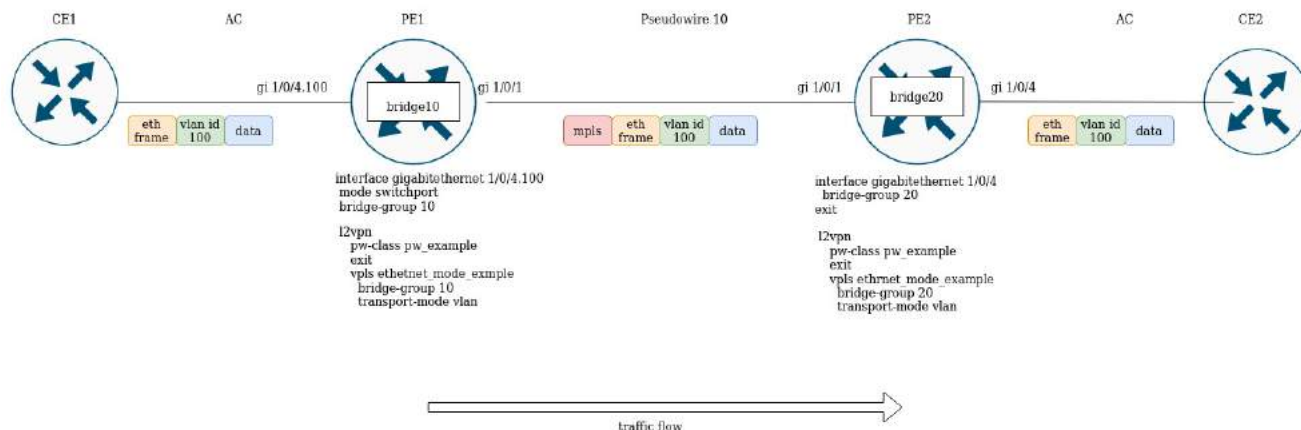 CE1
AC
PE1
Pseudowire 10
PE2
AC
CE2
gi 1/0/4.100
bridge10
gi 1/0/1
gi 1/0/1
bridge20
gi 1/0/4
eth frame
vlan id 100
data
mpls
eth frame
vlan id 100
data
eth frame
vlan id 100
data
interface gigabitethernet 1/0/4.100
mode switchport
bridge-group 10
l2vpn
pw-class pw_example
exit
vpls ethetnet_mode_exmple
bridge-group 10
transport-mode vlan
interface gigabitethernet 1/0/4
bridge-group 20
exit
l2vpn
pw-class pw_example
exit
vpls ethrnet_mode_example
bridge-group 20
transport-mode vlan
traffic flow